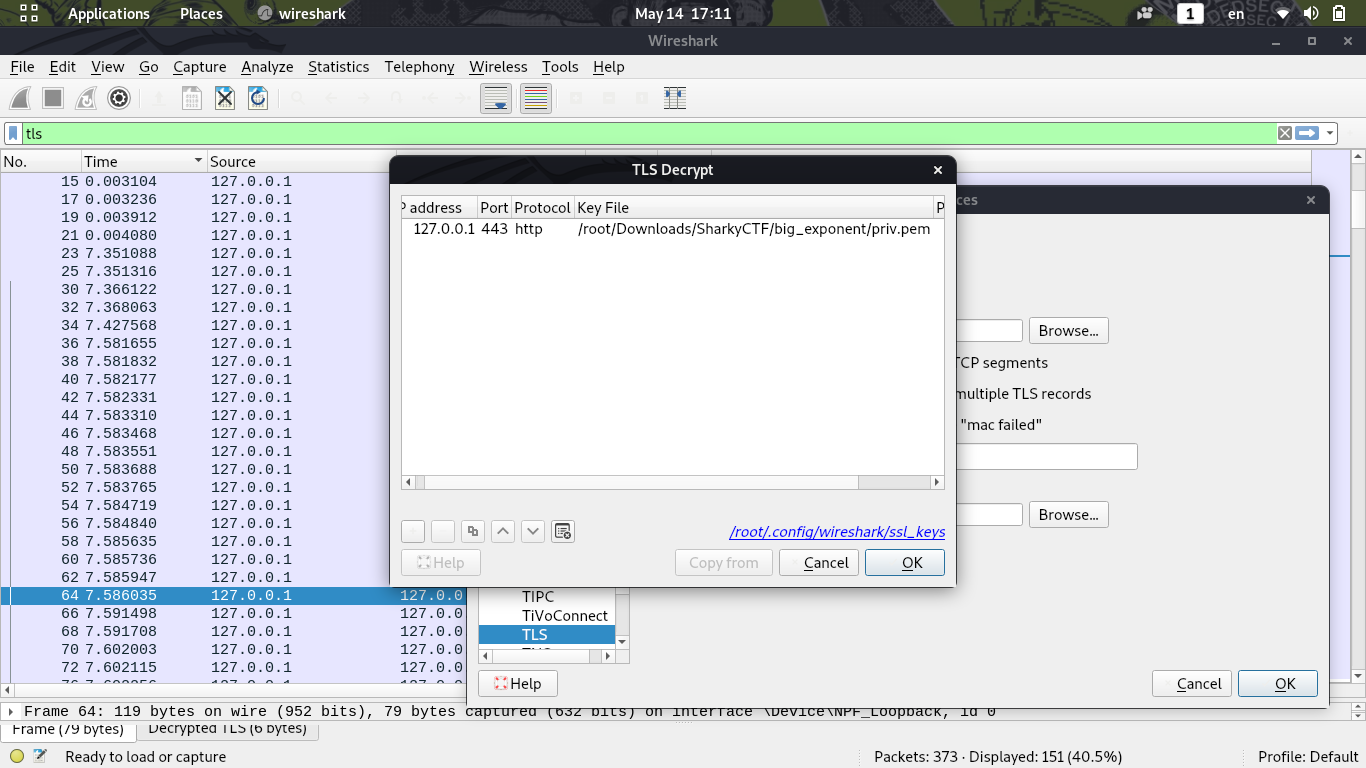 Applications Places wireshark May 14 17:11 1 en
Wireshark
File Edit View Go Capture Analyze Statistics Telephony Wireless Tools Help
tls
No. Time Source
15 0.003104 127.0.0.1
17 0.003236 127.0.0.1
19 0.003912 127.0.0.1
21 0.004080 127.0.0.1
23 7.351088 127.0.0.1
25 7.351316 127.0.0.1
30 7.366122 127.0.0.1
32 7.368063 127.0.0.1
34 7.427568 127.0.0.1
36 7.581655 127.0.0.1
38 7.581832 127.0.0.1
40 7.582177 127.0.0.1
42 7.582331 127.0.0.1
44 7.583310 127.0.0.1
46 7.583468 127.0.0.1
48 7.583551 127.0.0.1
50 7.583688 127.0.0.1
52 7.583765 127.0.0.1
54 7.584719 127.0.0.1
56 7.584840 127.0.0.1
58 7.585635 127.0.0.1
60 7.585736 127.0.0.1
62 7.585947 127.0.0.1
64 7.586035 127.0.0.1 127.0.0
66 7.591498 127.0.0.1 127.0.0
68 7.591708 127.0.0.1 127.0.0
70 7.602003 127.0.0.1 127.0.0
72 7.602115 127.0.0.1 127.0.0
TLS Decrypt
P address Port Protocol Key File P
127.0.0.1 443 http /root/Downloads/SharkyCTF/big_exponent/priv.pem
/root/.config/wireshark/ssl_keys
Help Copy from Cancel OK
ces
Browse...
TCP segments
multiple TLS records
"mac failed"
Browse...
TIPC
TiVoConnect
TLS
Help Cancel OK
Frame 64: 119 bytes on wire (952 bits), 79 bytes captured (632 bits) on interface \Device\NPF_Loopback, id 0
Frame (79 bytes) Decrypted TLS (6 bytes)
Ready to load or capture Packets: 373 · Displayed: 151 (40.5%) Profile: Default